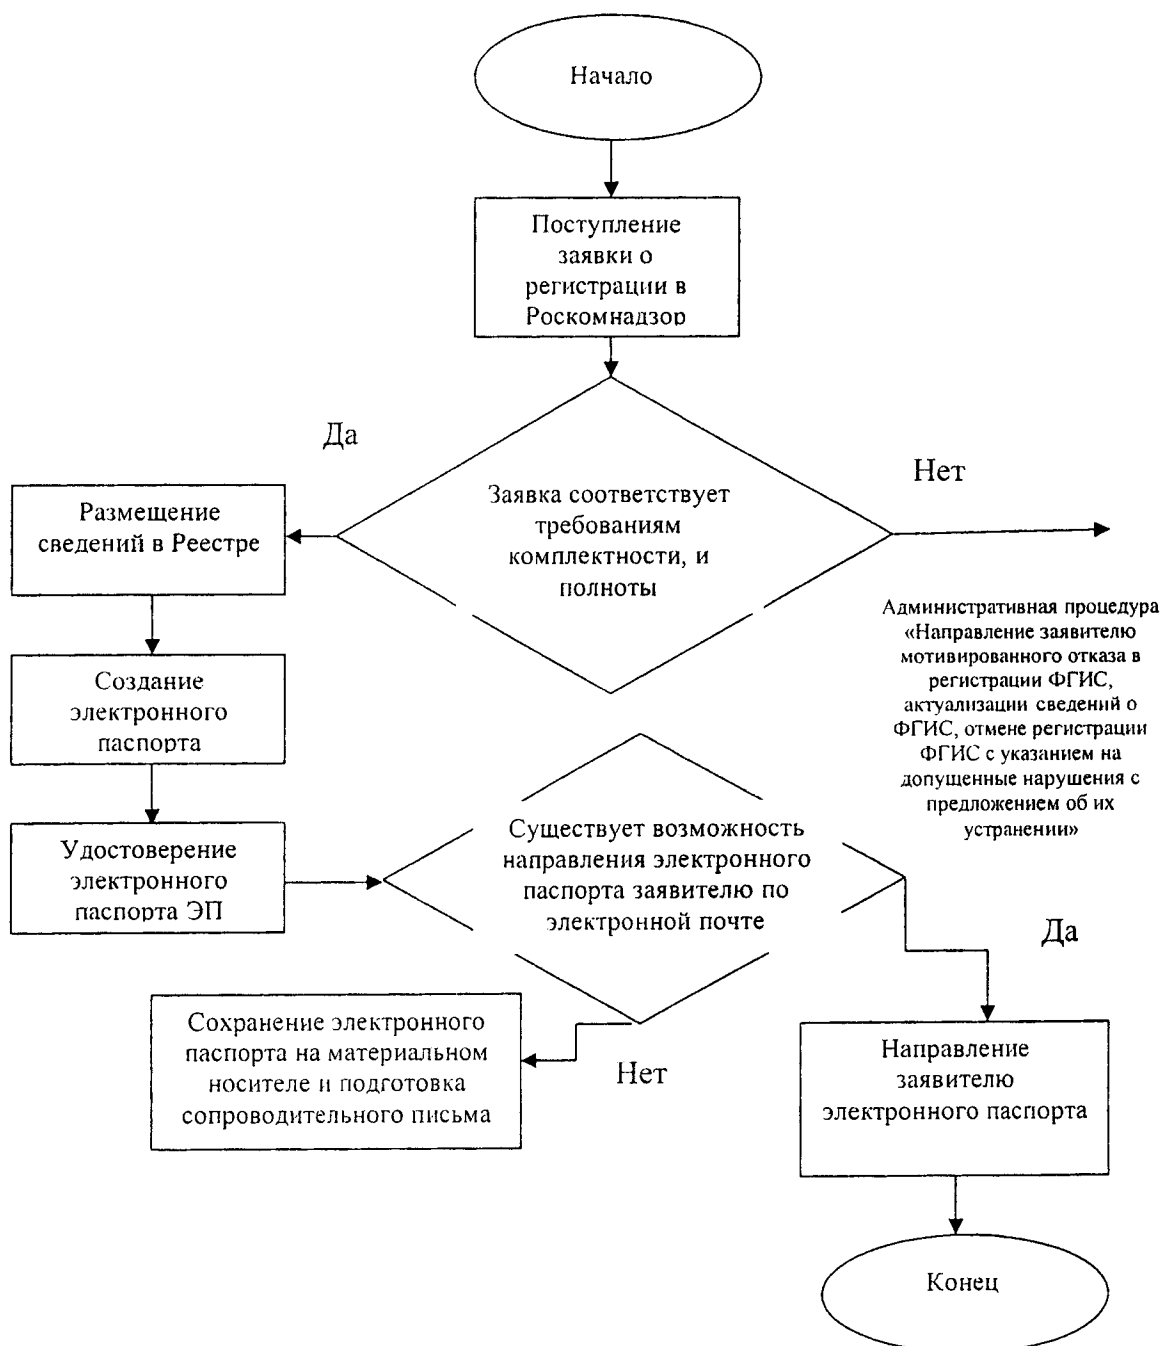 Начало
Поступление
заявки о
регистрации в
Роскомнадзор
Да
Нет
Заявка соответствует
требованиям
комплектности, и
полноты
Размещение
сведений в Реестре
Административная процедура
«Направление заявителю
мотивированного отказа в
регистрации ФГИС,
актуализации сведений о
ФГИС, отмене регистрации
ФГИС с указанием на
допущенные нарушения с
предложением об их
устранении»
Создание
электронного
паспорта
Удостоверение
электронного
паспорта ЭП
Существует возможность
направления электронного
паспорта заявителю по
электронной почте
Да
Нет
Сохранение электронного
паспорта на материальном
носителе и подготовка
сопроводительного письма
Направление
заявителю
электронного паспорта
Конец